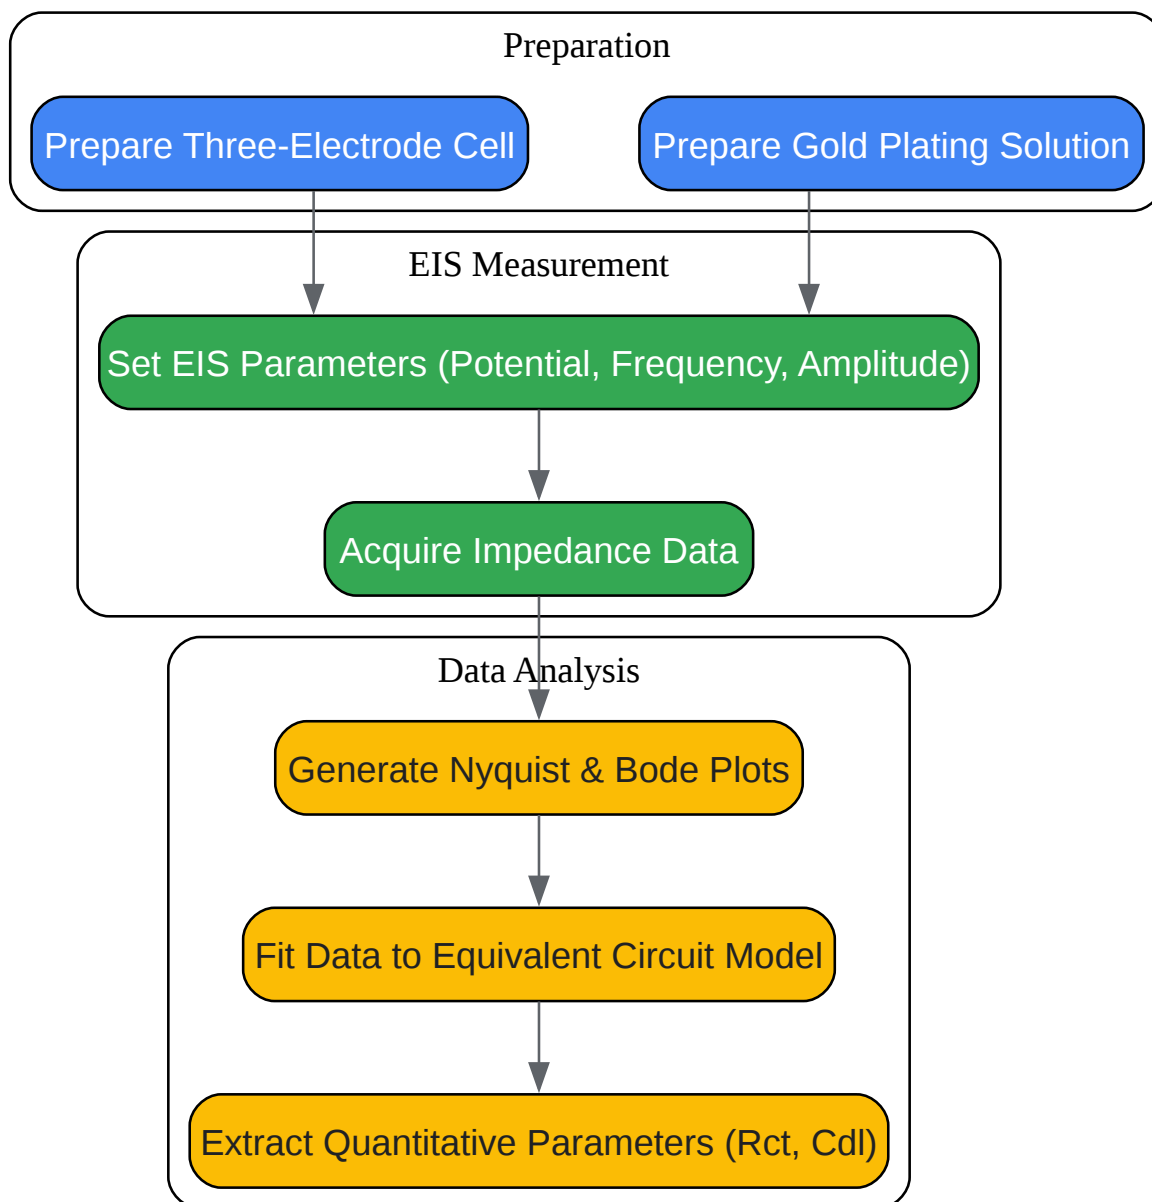 Preparation
Prepare Three-Electrode Cell
Prepare Gold Plating Solution
EIS Measurement
Set EIS Parameters (Potential, Frequency, Amplitude)
Acquire Impedance Data
Data Analysis
Generate Nyquist & Bode Plots
Fit Data to Equivalent Circuit Model
Extract Quantitative Parameters (Rct, Cdl)